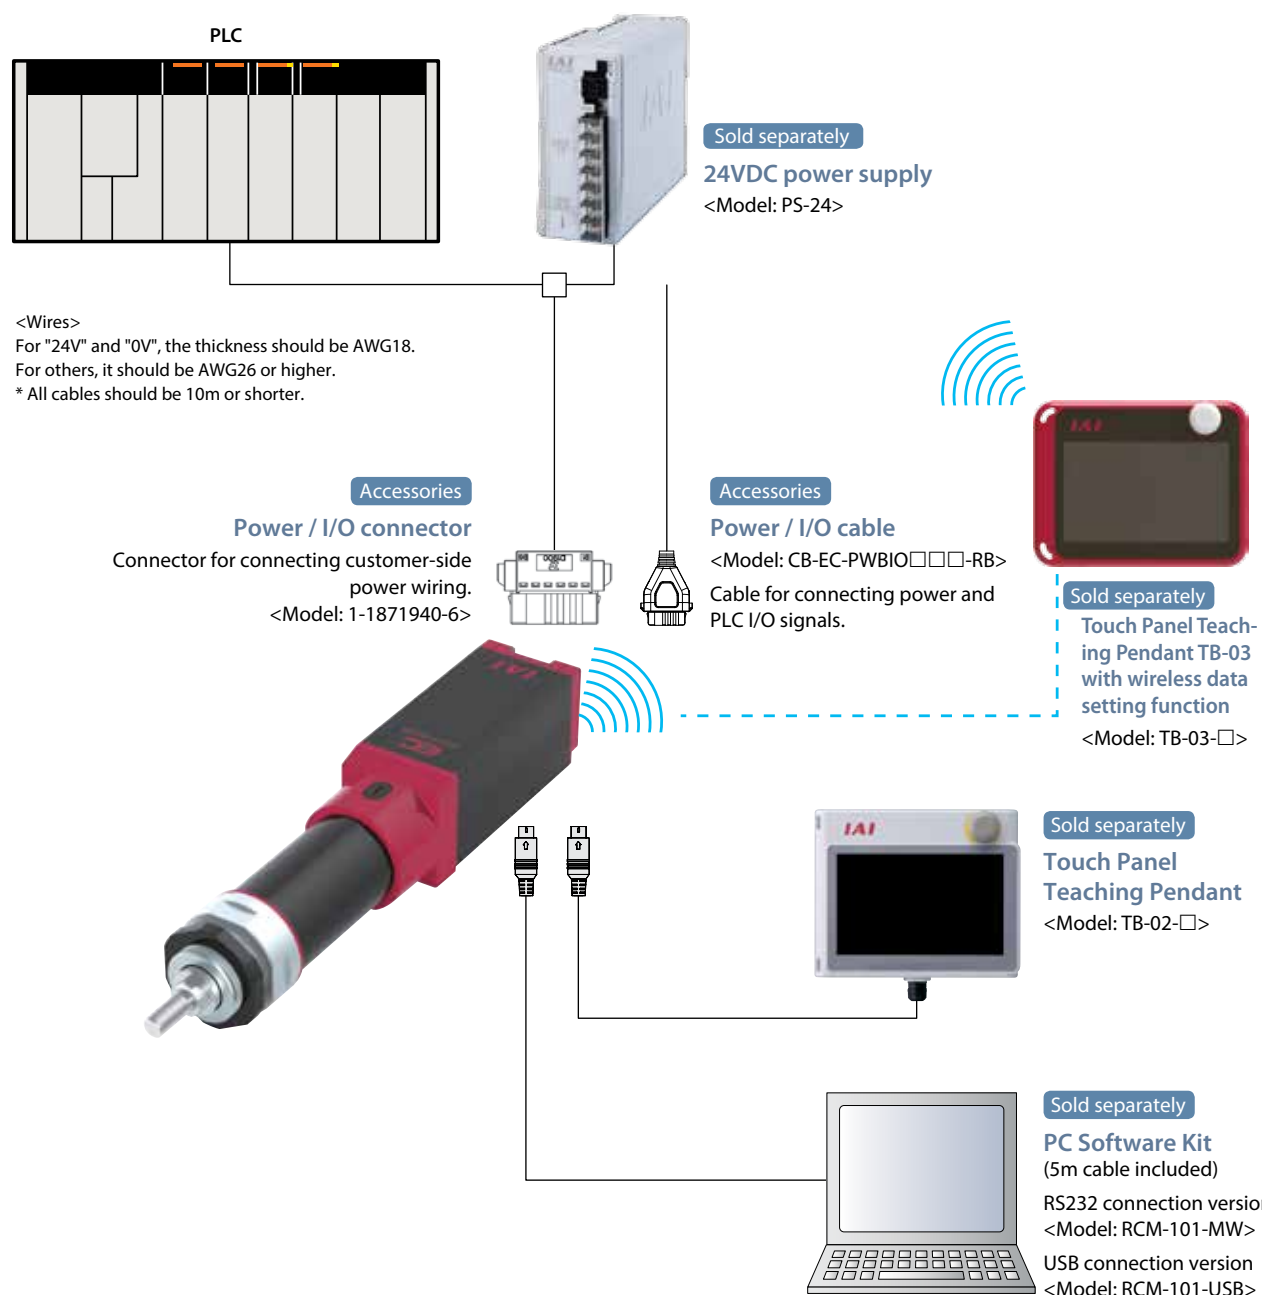 PLC
IAI
Sold separately
24VDC power supply
<Model: PS-24>
<Wires>
For "24V" and "0V", the thickness should be AWG18.
For others, it should be AWG26 or higher.
* All cables should be 10m or shorter.
IAI
Accessories
Power / I/O connector
Connector for connecting customer-side
power wiring.
<Model: 1-1871940-6>
Accessories
Power / I/O cable
<Model: CB-EC-PWBIO□□□-RB>
Cable for connecting power and
PLC I/O signals.
Sold separately
Touch Panel Teach-
ing Pendant TB-03
with wireless data
setting function
<Model: TB-03-□>
IAI
EC
IAI
Sold separately
Touch Panel
Teaching Pendant
<Model: TB-02-□>
Sold separately
PC Software Kit
(5m cable included)
RS232 connection version
<Model: RCM-101-MW>
USB connection version
<Model: RCM-101-USB>